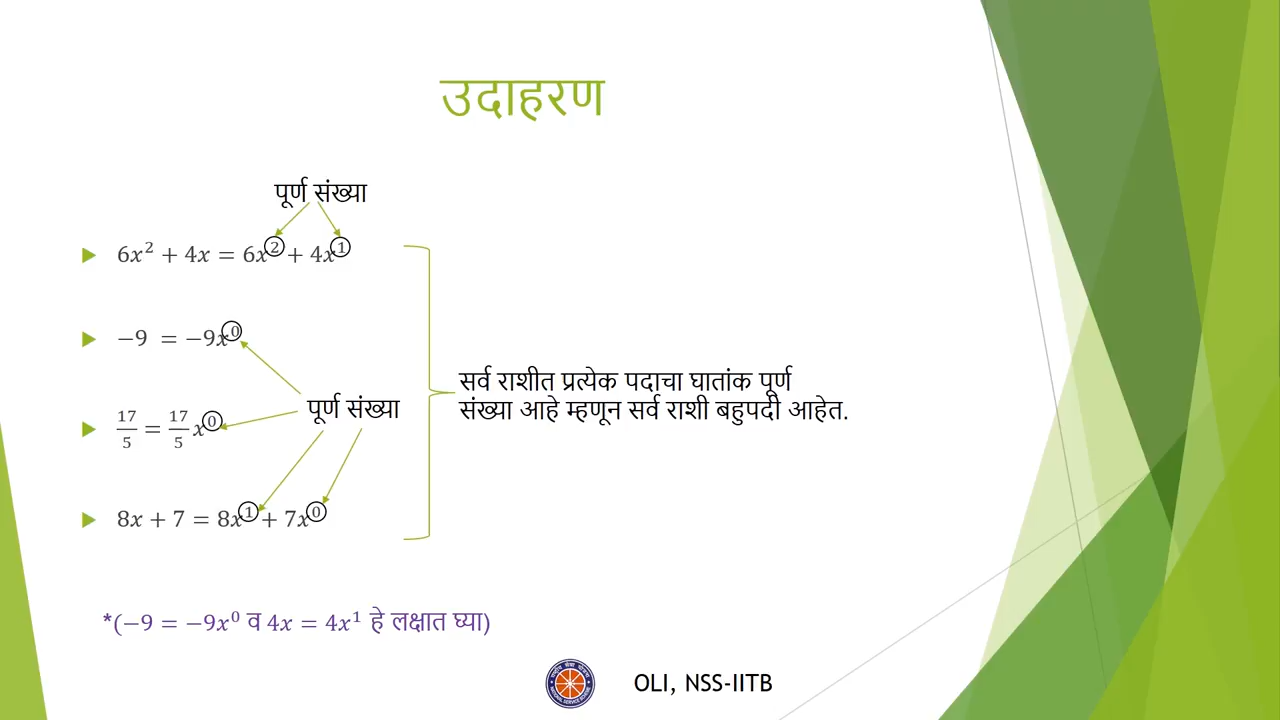 उदाहरण
पूर्ण संख्या
6x² + 4x = 6x² + 4x¹
−9 = −9x⁰
पूर्ण संख्या
17/5 = 17/5 x⁰
8x + 7 = 8x¹ + 7x⁰
सर्व राशीत प्रत्येक पदाचा घातांक पूर्ण
संख्या आहे म्हणून सर्व राशी बहुपदी आहेत.
*(−9 = −9x⁰ व 4x = 4x¹ हे लक्षात घ्या)
OLI, NSS-IITB